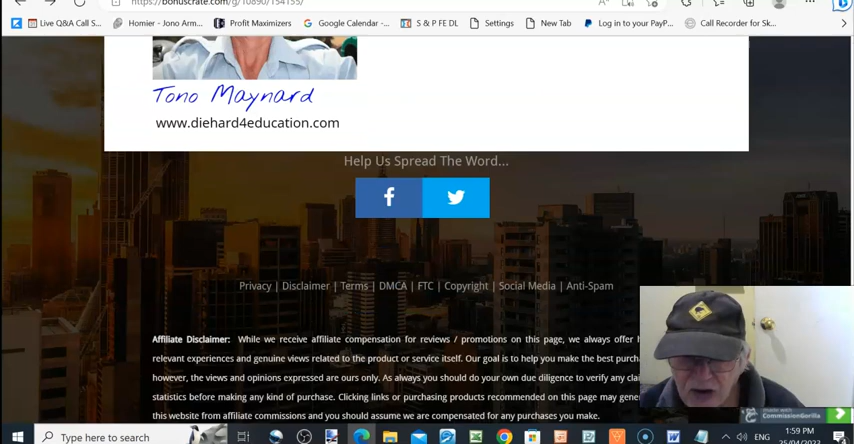 https://bonuscrate.com/g/10890/154155/
Live Q&A Call S... Homier - Jono Arm... Profit Maximizers Google Calendar -... S & P FE DL Settings New Tab Log in to your PayP... Call Recorder for Sk...
Tono Maynard
www.diehard4education.com
Help Us Spread The Word...
Privacy | Disclaimer | Terms | DMCA | FTC | Copyright | Social Media | Anti-Spam
Affiliate Disclaimer: While we receive affiliate compensation for reviews / promotions on this page, we always offer
relevant experiences and genuine views related to the product or service itself. Our goal is to help you make the best
however, the views and opinions expressed are ours only. As always you should do your own due diligence to verify any
statistics before making any kind of purchase. Clicking links or purchasing products recommended on this page may
this website from affiliate commissions and you should assume we are compensated for any purchases you make.
made with
CommissionGorilla
Type here to search
ENG
1:59 PM
25/04/2023